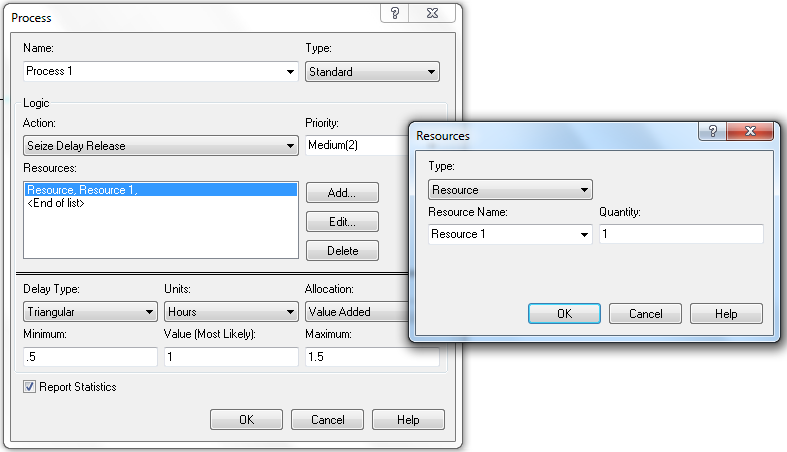 Process
Name: Type:
Process 1 Standard
Logic
Action: Priority:
Seize Delay Release Medium(2)
Resources:
Resource, Resource 1,
<End of list>
Add...
Edit...
Delete
Delay Type: Units: Allocation:
Triangular Hours Value Added
Minimum: Value (Most Likely): Maximum:
.5 1 1.5
Report Statistics
OK Cancel Help
Resources
Type:
Resource
Resource Name: Quantity:
Resource 1 1
OK Cancel Help